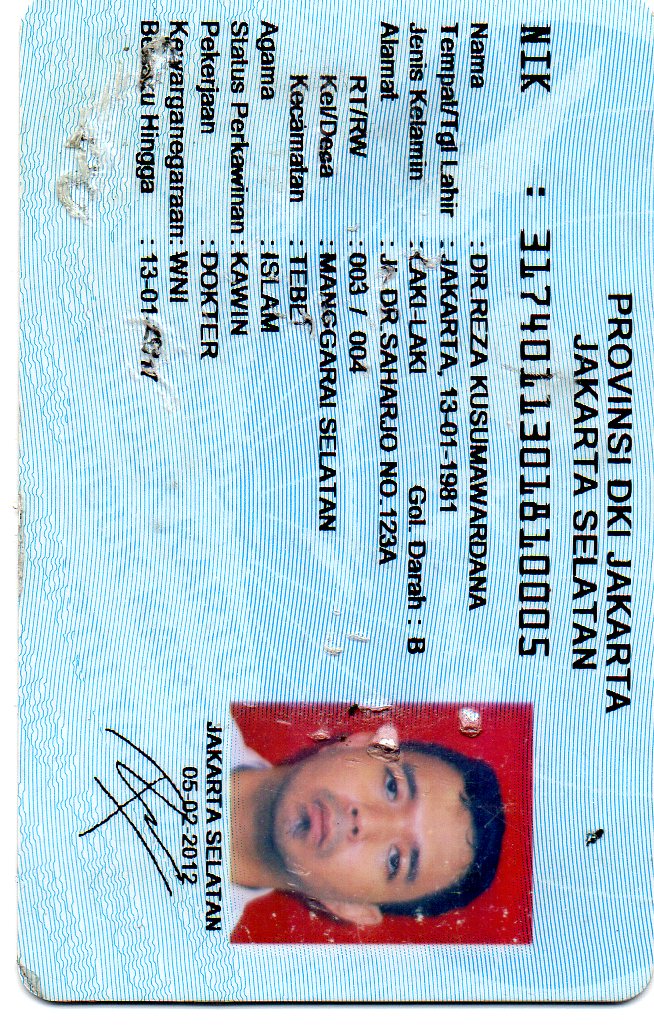 PROVINSI DKI JAKARTA
JAKARTA SELATAN
NIK : 3174011301810005
Nama : DR.REZA KUSUMAWARDANA
Tempat/Tgl Lahir : JAKARTA, 13-01-1981
Jenis Kelamin : LAKI-LAKI Gol. Darah : B
Alamat : JL DR.SAHARJO NO.123A
RT/RW : 003 / 004
Kel/Desa : MANGGARAI SELATAN
Kecamatan : TEBET
Agama : ISLAM
Status Perkawinan : KAWIN
Pekerjaan : DOKTER
Kewarganegaraan: WNI
Berlaku Hingga : 13-01-2017
JAKARTA SELATAN
05-02-2012